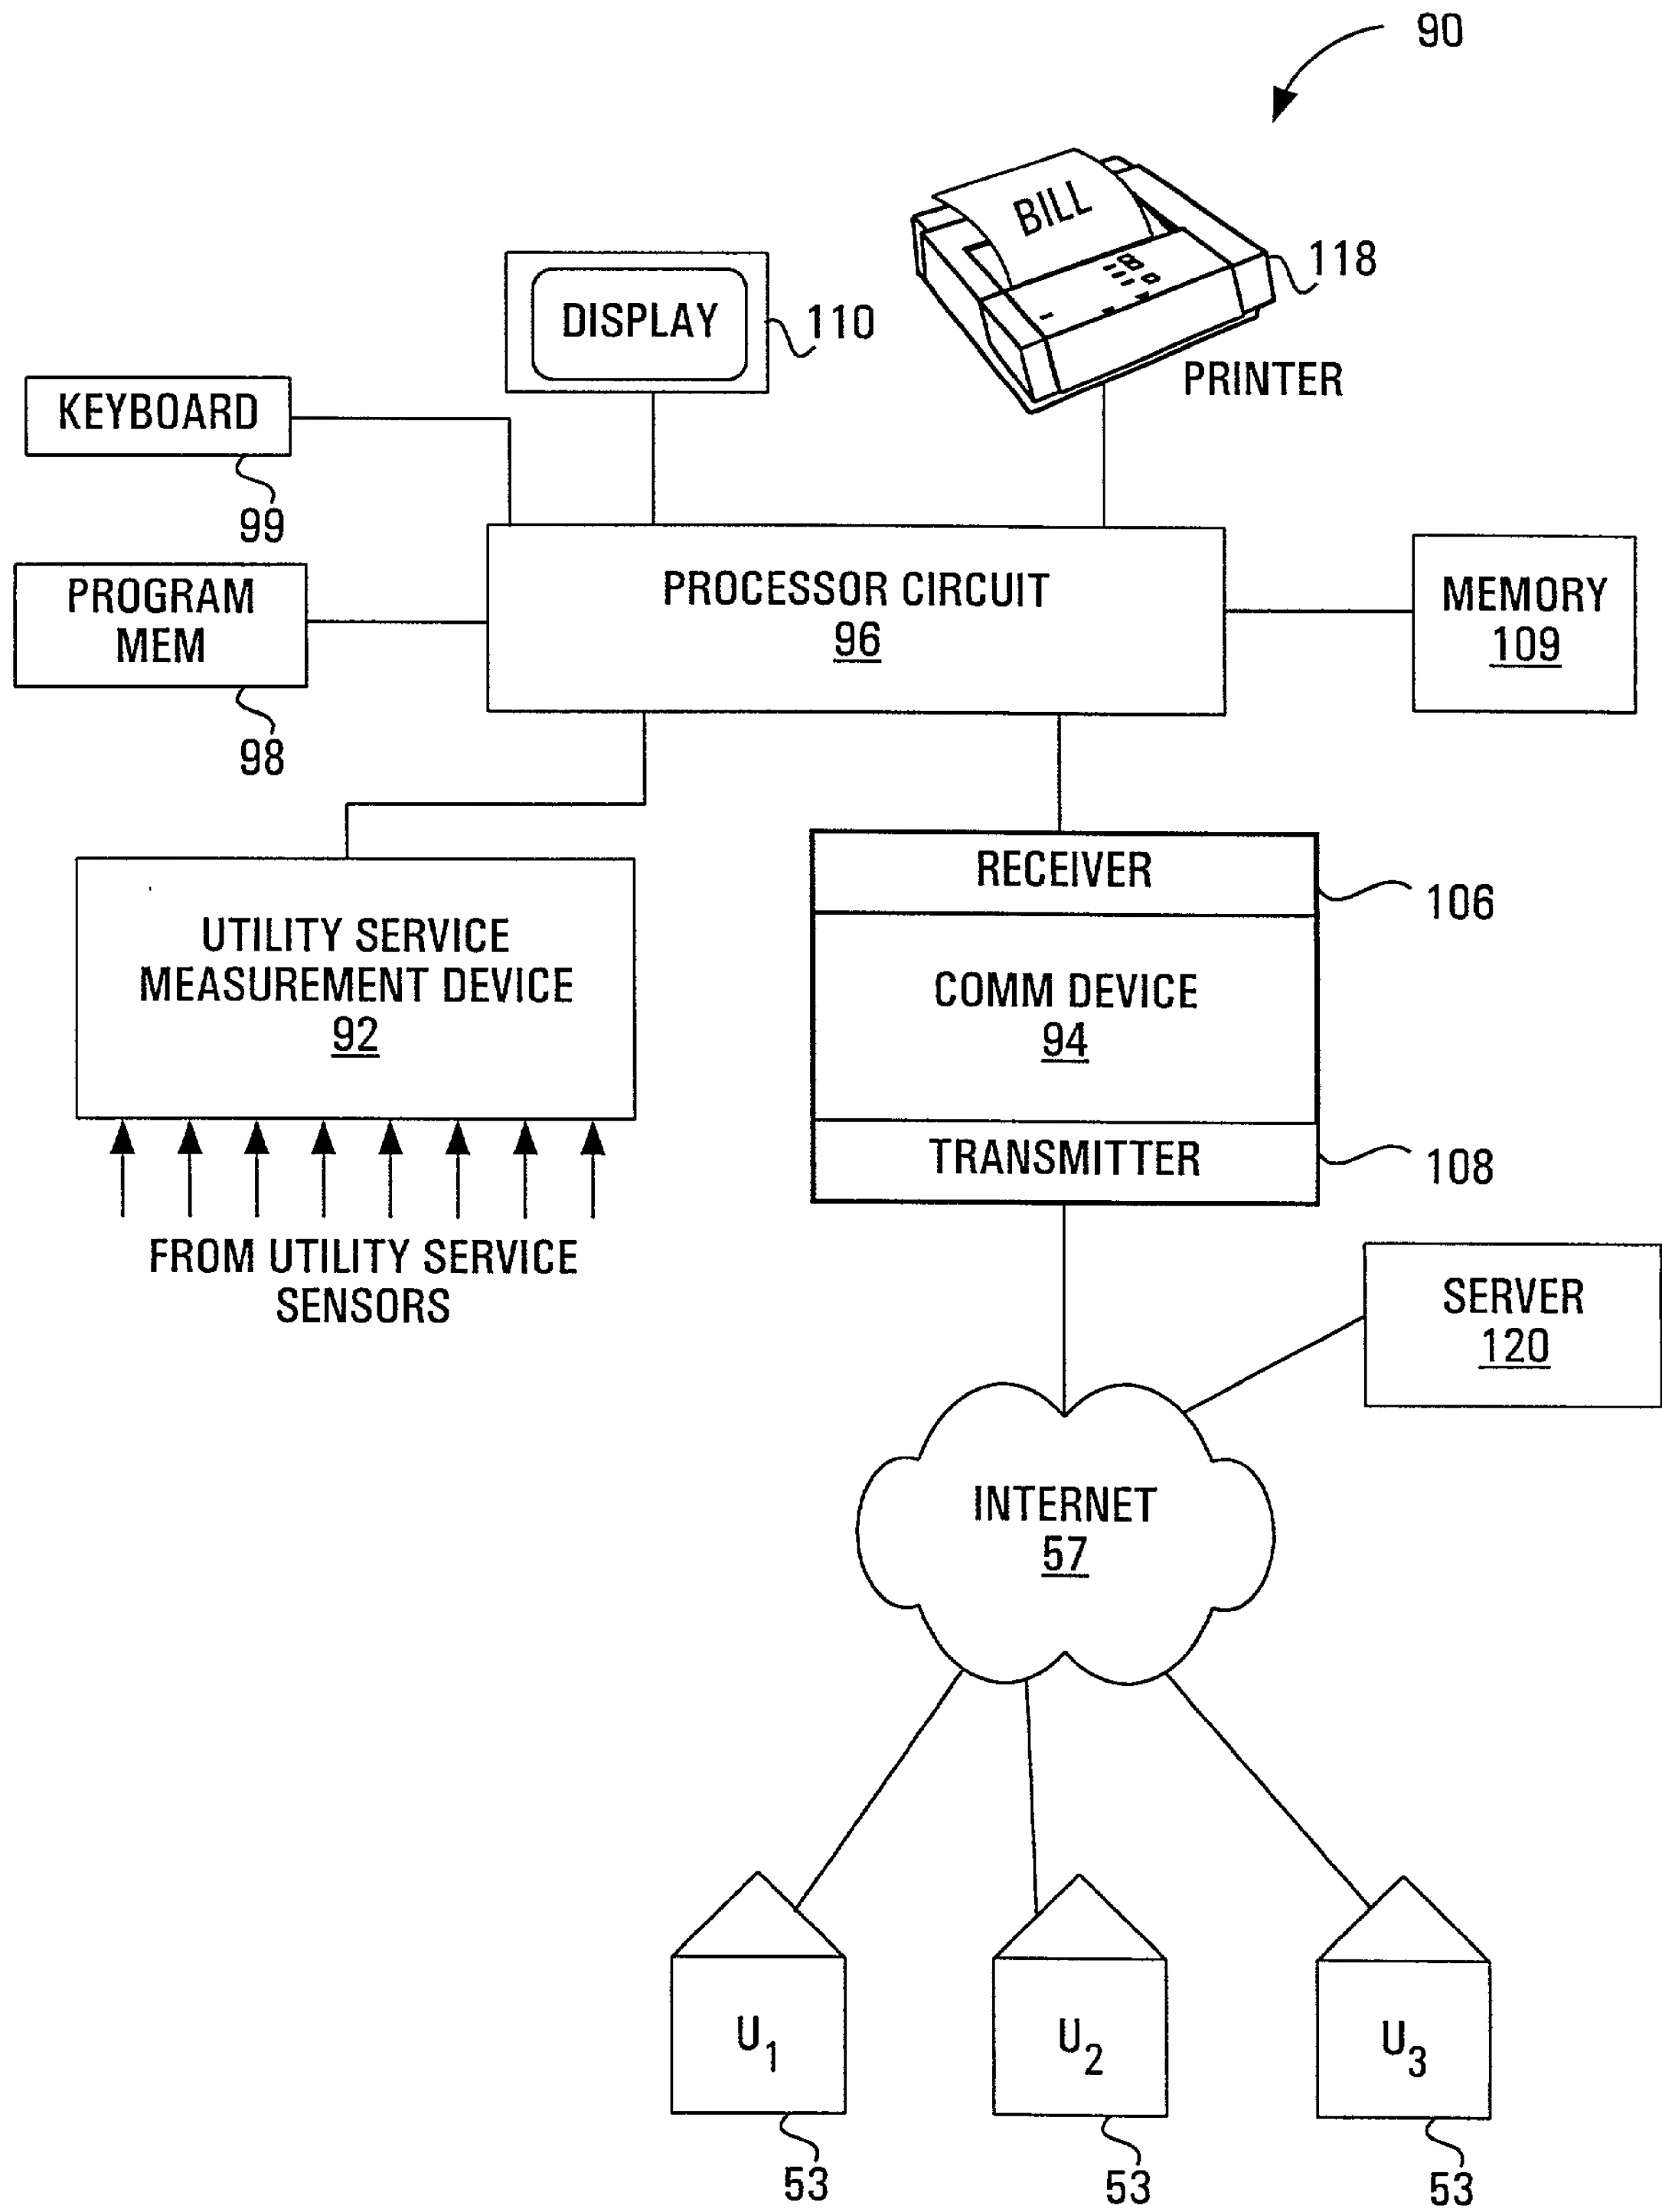 90
BILL
118
PRINTER
DISPLAY
110
KEYBOARD
99
PROGRAM
MEM
98
PROCESSOR CIRCUIT
96
MEMORY
109
UTILITY SERVICE
MEASUREMENT DEVICE
92
FROM UTILITY SERVICE
SENSORS
RECEIVER
106
COMM DEVICE
94
TRANSMITTER
108
SERVER
120
INTERNET
57
U1
U2
U3
53
53
53